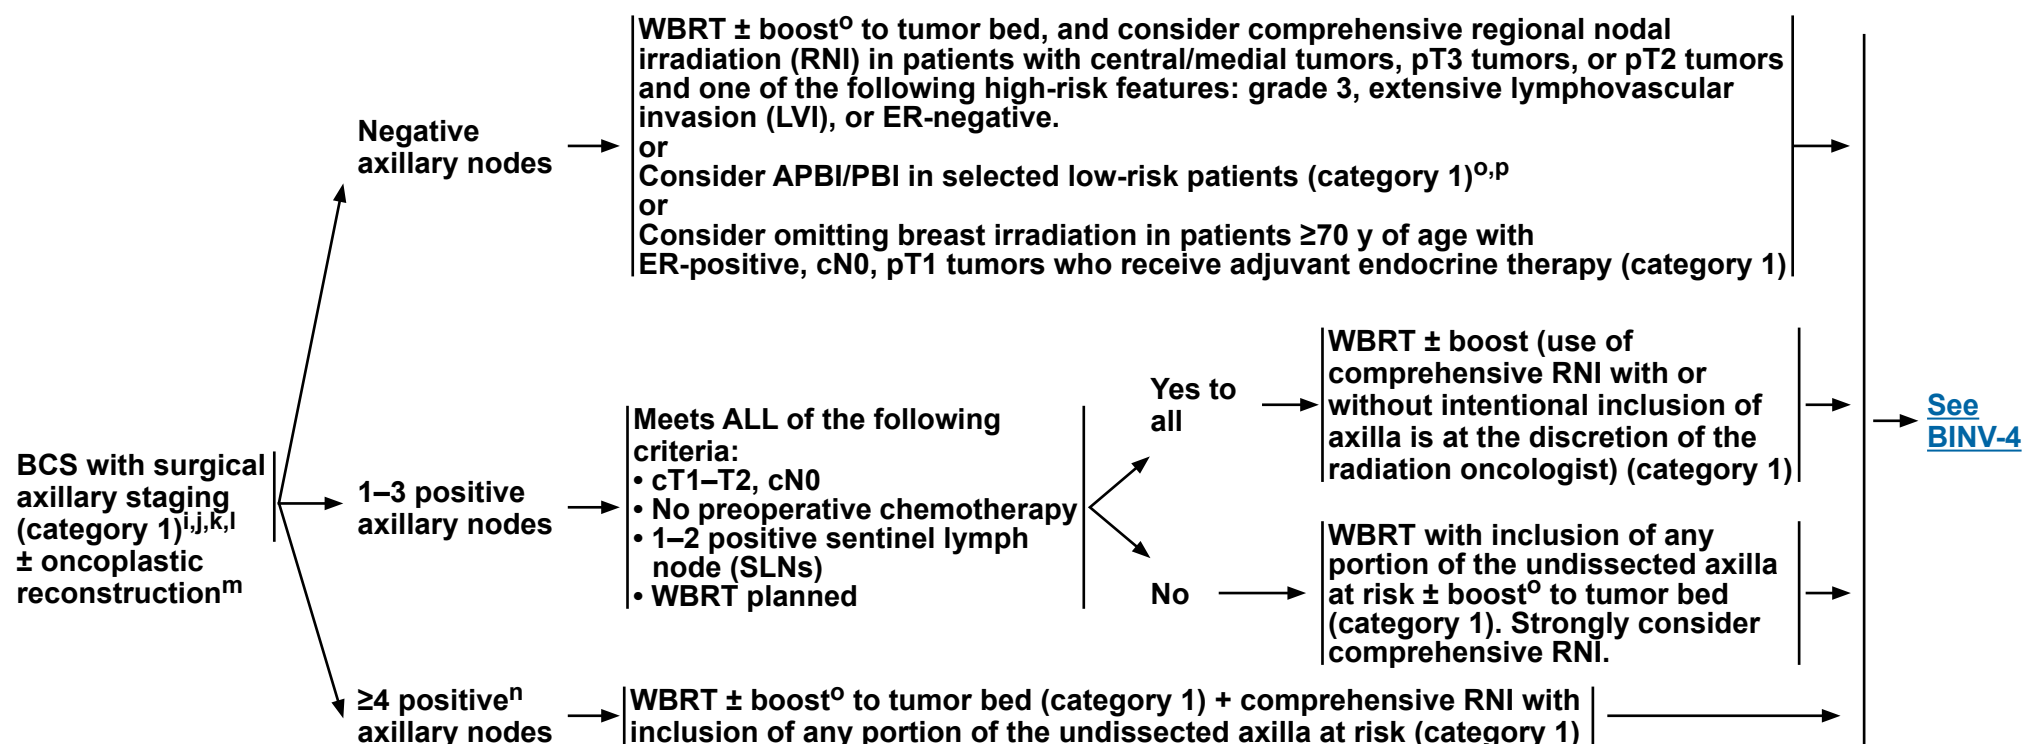 BCS with surgical
axillary staging
(category 1)i,j,k,l
± oncoplastic
reconstructionm
Negative
axillary nodes
WBRT ± boosto to tumor bed, and consider comprehensive regional nodal
irradiation (RNI) in patients with central/medial tumors, pT3 tumors, or pT2 tumors
and one of the following high-risk features: grade 3, extensive lymphovascular
invasion (LVI), or ER-negative.
or
Consider APBI/PBI in selected low-risk patients (category 1)o,p
or
Consider omitting breast irradiation in patients ≥70 y of age with
ER-positive, cN0, pT1 tumors who receive adjuvant endocrine therapy (category 1)
1–3 positive
axillary nodes
Meets ALL of the following
criteria:
• cT1–T2, cN0
• No preoperative chemotherapy
• 1–2 positive sentinel lymph
node (SLNs)
• WBRT planned
Yes to
all
WBRT ± boost (use of
comprehensive RNI with or
without intentional inclusion of
axilla is at the discretion of the
radiation oncologist) (category 1)
No
WBRT with inclusion of any
portion of the undissected axilla
at risk ± boosto to tumor bed
(category 1). Strongly consider
comprehensive RNI.
≥4 positiven
axillary nodes
WBRT ± boosto to tumor bed (category 1) + comprehensive RNI with
inclusion of any portion of the undissected axilla at risk (category 1)
See
BINV-4